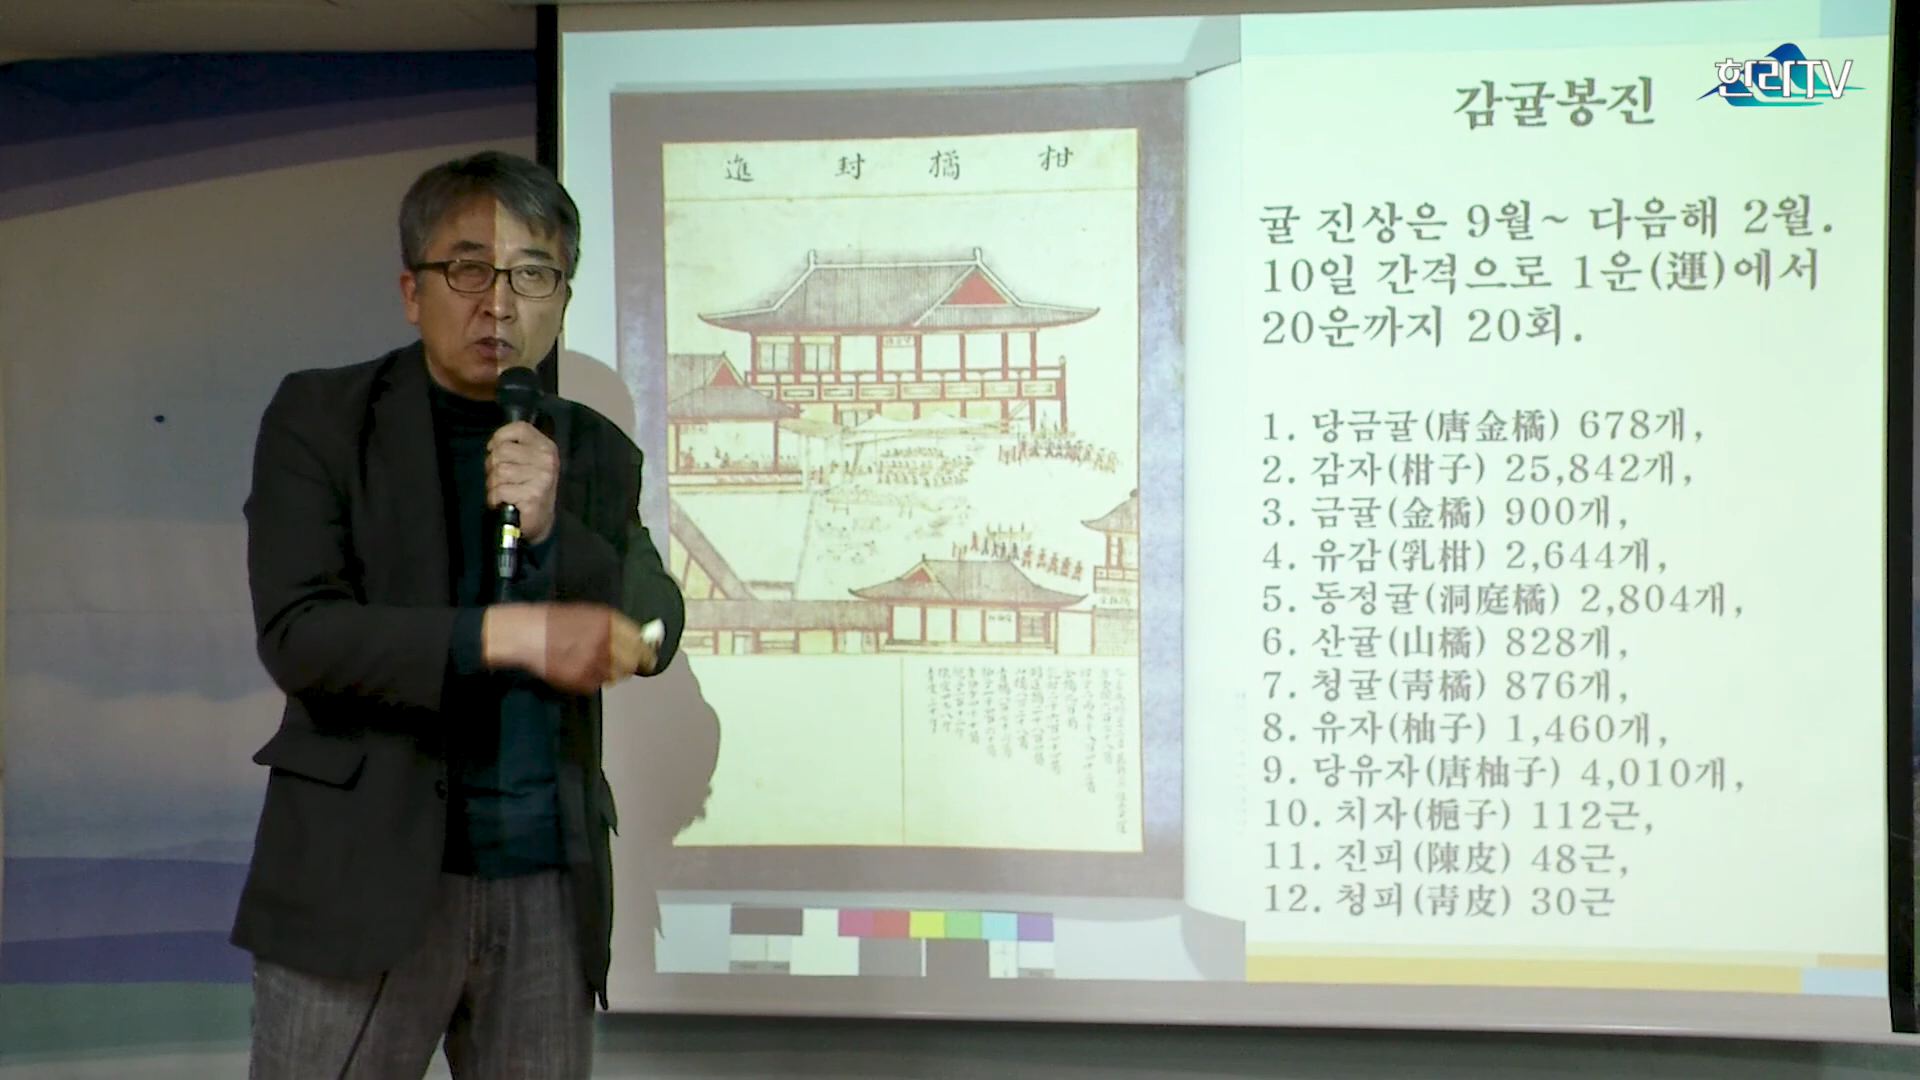 한라TV
감귤봉진
柑 橘 封 進
귤 진상은 9월~ 다음해 2월.
10일 간격으로 1운(運)에서
20운까지 20회.
1. 당금귤(唐金橘) 678개,
2. 감자(柑子) 25,842개,
3. 금귤(金橘) 900개,
4. 유감(乳柑) 2,644개,
5. 동정귤(洞庭橘) 2,804개,
6. 산귤(山橘) 828개,
7. 청귤(靑橘) 876개,
8. 유자(柚子) 1,460개,
9. 당유자(唐柚子) 4,010개,
10. 치자(梔子) 112근,
11. 진피(陳皮) 48근,
12. 청피(靑皮) 30근